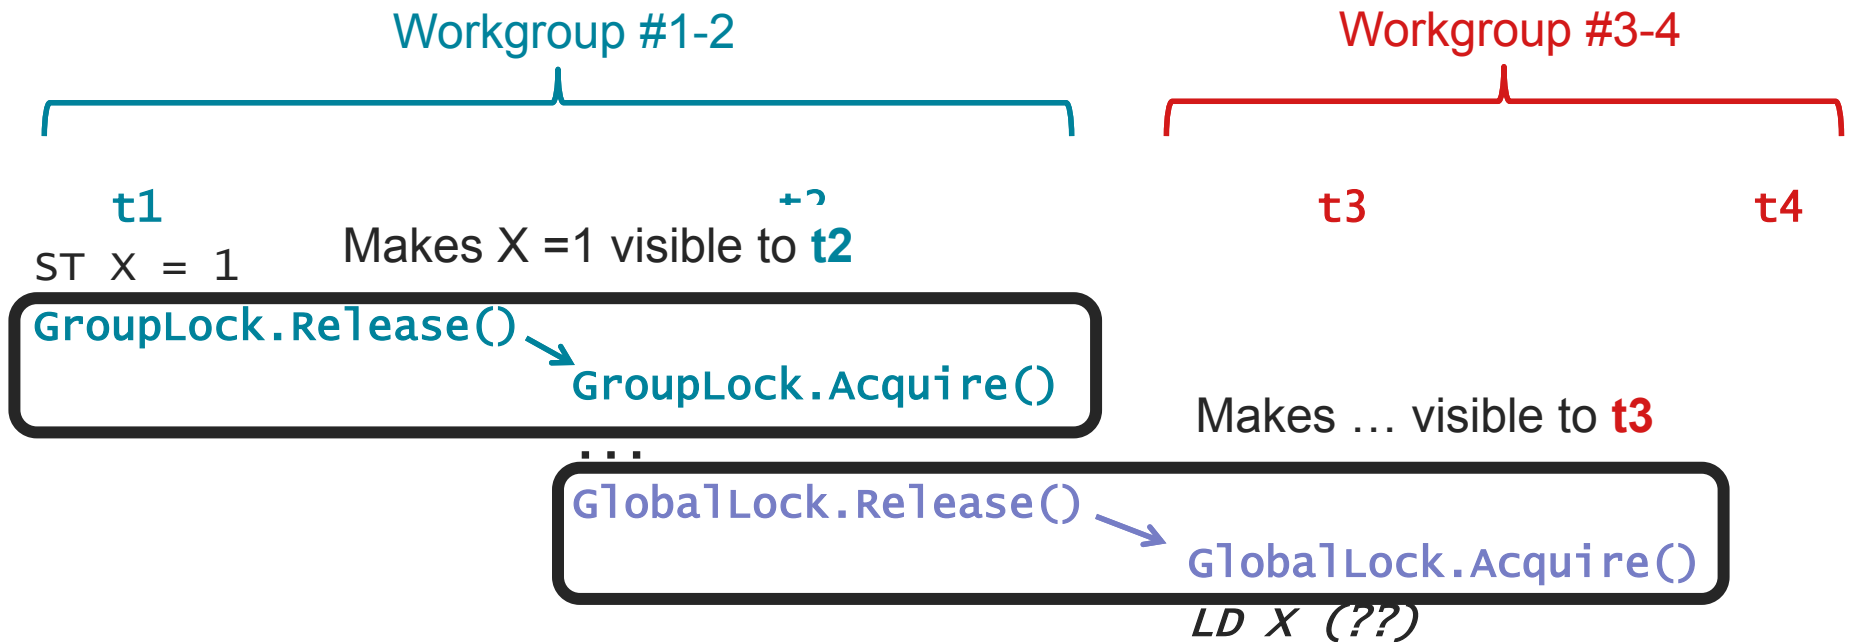 Workgroup #1-2
Workgroup #3-4
t1
t2
t3
t4
Makes X =1 visible to t2
ST X = 1
GroupLock.Release()
GroupLock.Acquire()
Makes … visible to t3
...
GlobalLock.Release()
GlobalLock.Acquire()
LD X (??)